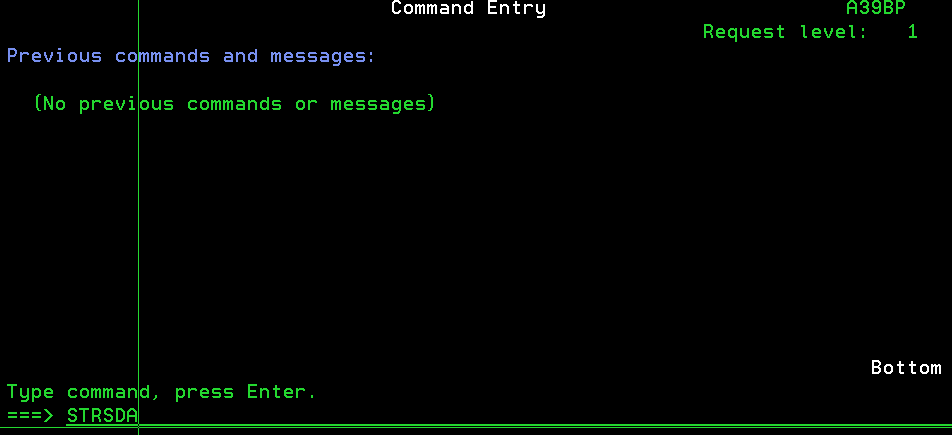 Command Entry A39BP
Request level: 1
Previous commands and messages:
(No previous commands or messages)
Bottom
Type command, press Enter.
===> STRSDA